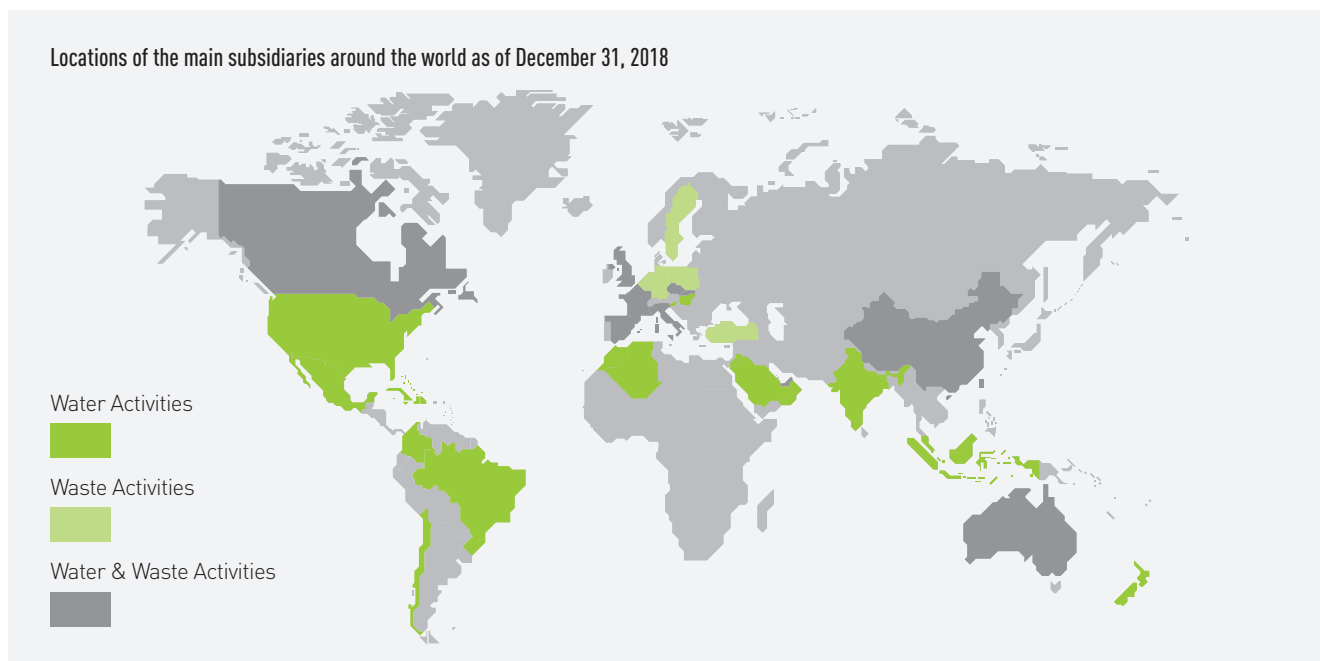 Locations of the main subsidiaries around the world as of December 31, 2018
Water Activities
Waste Activities
Water & Waste Activities